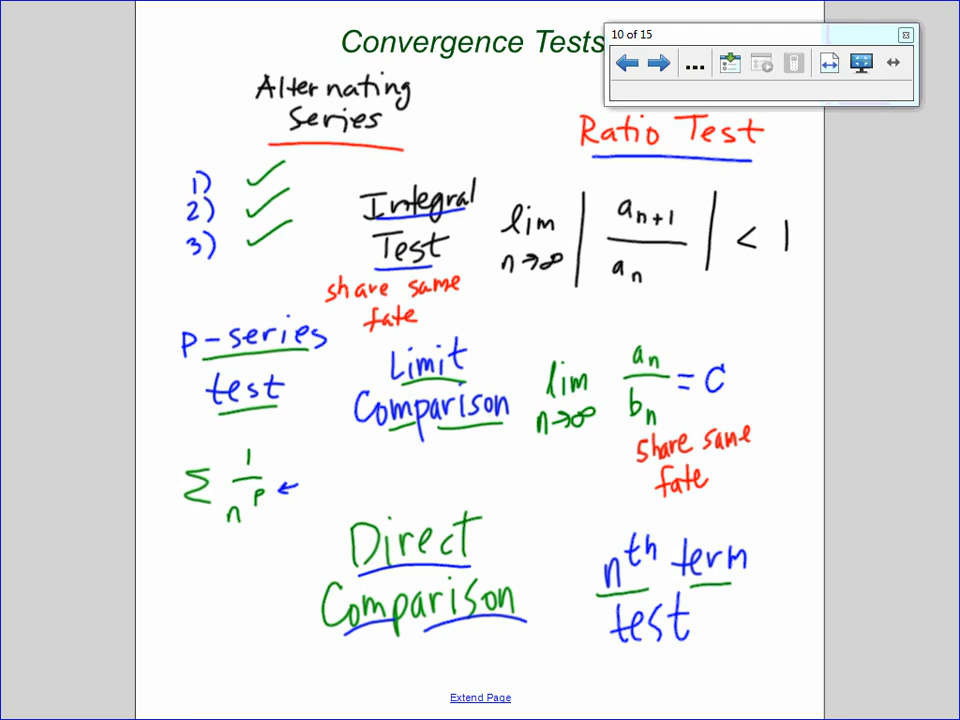 Convergence Tests
10 of 15
Alternating
Series
1) ✓
2) ✓
3) ✓
Integral
Test
share same
fate
Ratio Test
lim n→∞ | a_{n+1} / a_n | < 1
P-series
test
Σ 1 / n^p ←
Limit
Comparison
lim n→∞ a_n / b_n = C
share same
fate
Direct
Comparison
n^th term
test
Extend Page